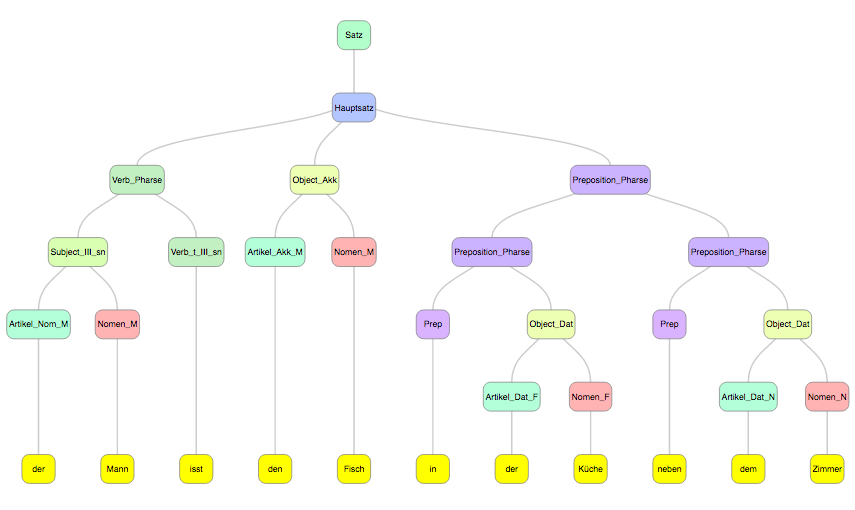 Satz
Hauptsatz
Verb_Pharse
Object_Akk
Preposition_Pharse
Subject_III_sn
Verb_t_III_sn
Artikel_Akk_M
Nomen_M
Preposition_Pharse
Preposition_Pharse
Artikel_Nom_M
Nomen_M
Prep
Object_Dat
Prep
Object_Dat
Artikel_Dat_F
Nomen_F
Artikel_Dat_N
Nomen_N
der
Mann
isst
den
Fisch
in
der
Küche
neben
dem
Zimmer